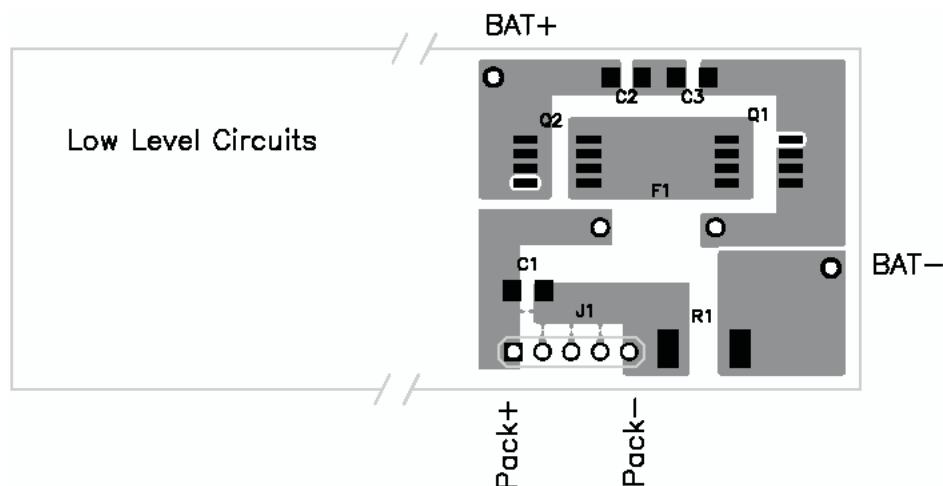 BAT+
C2
C3
Q2
Q1
Low Level Circuits
F1
C1
BAT-
J1
R1
Pack+
Pack-